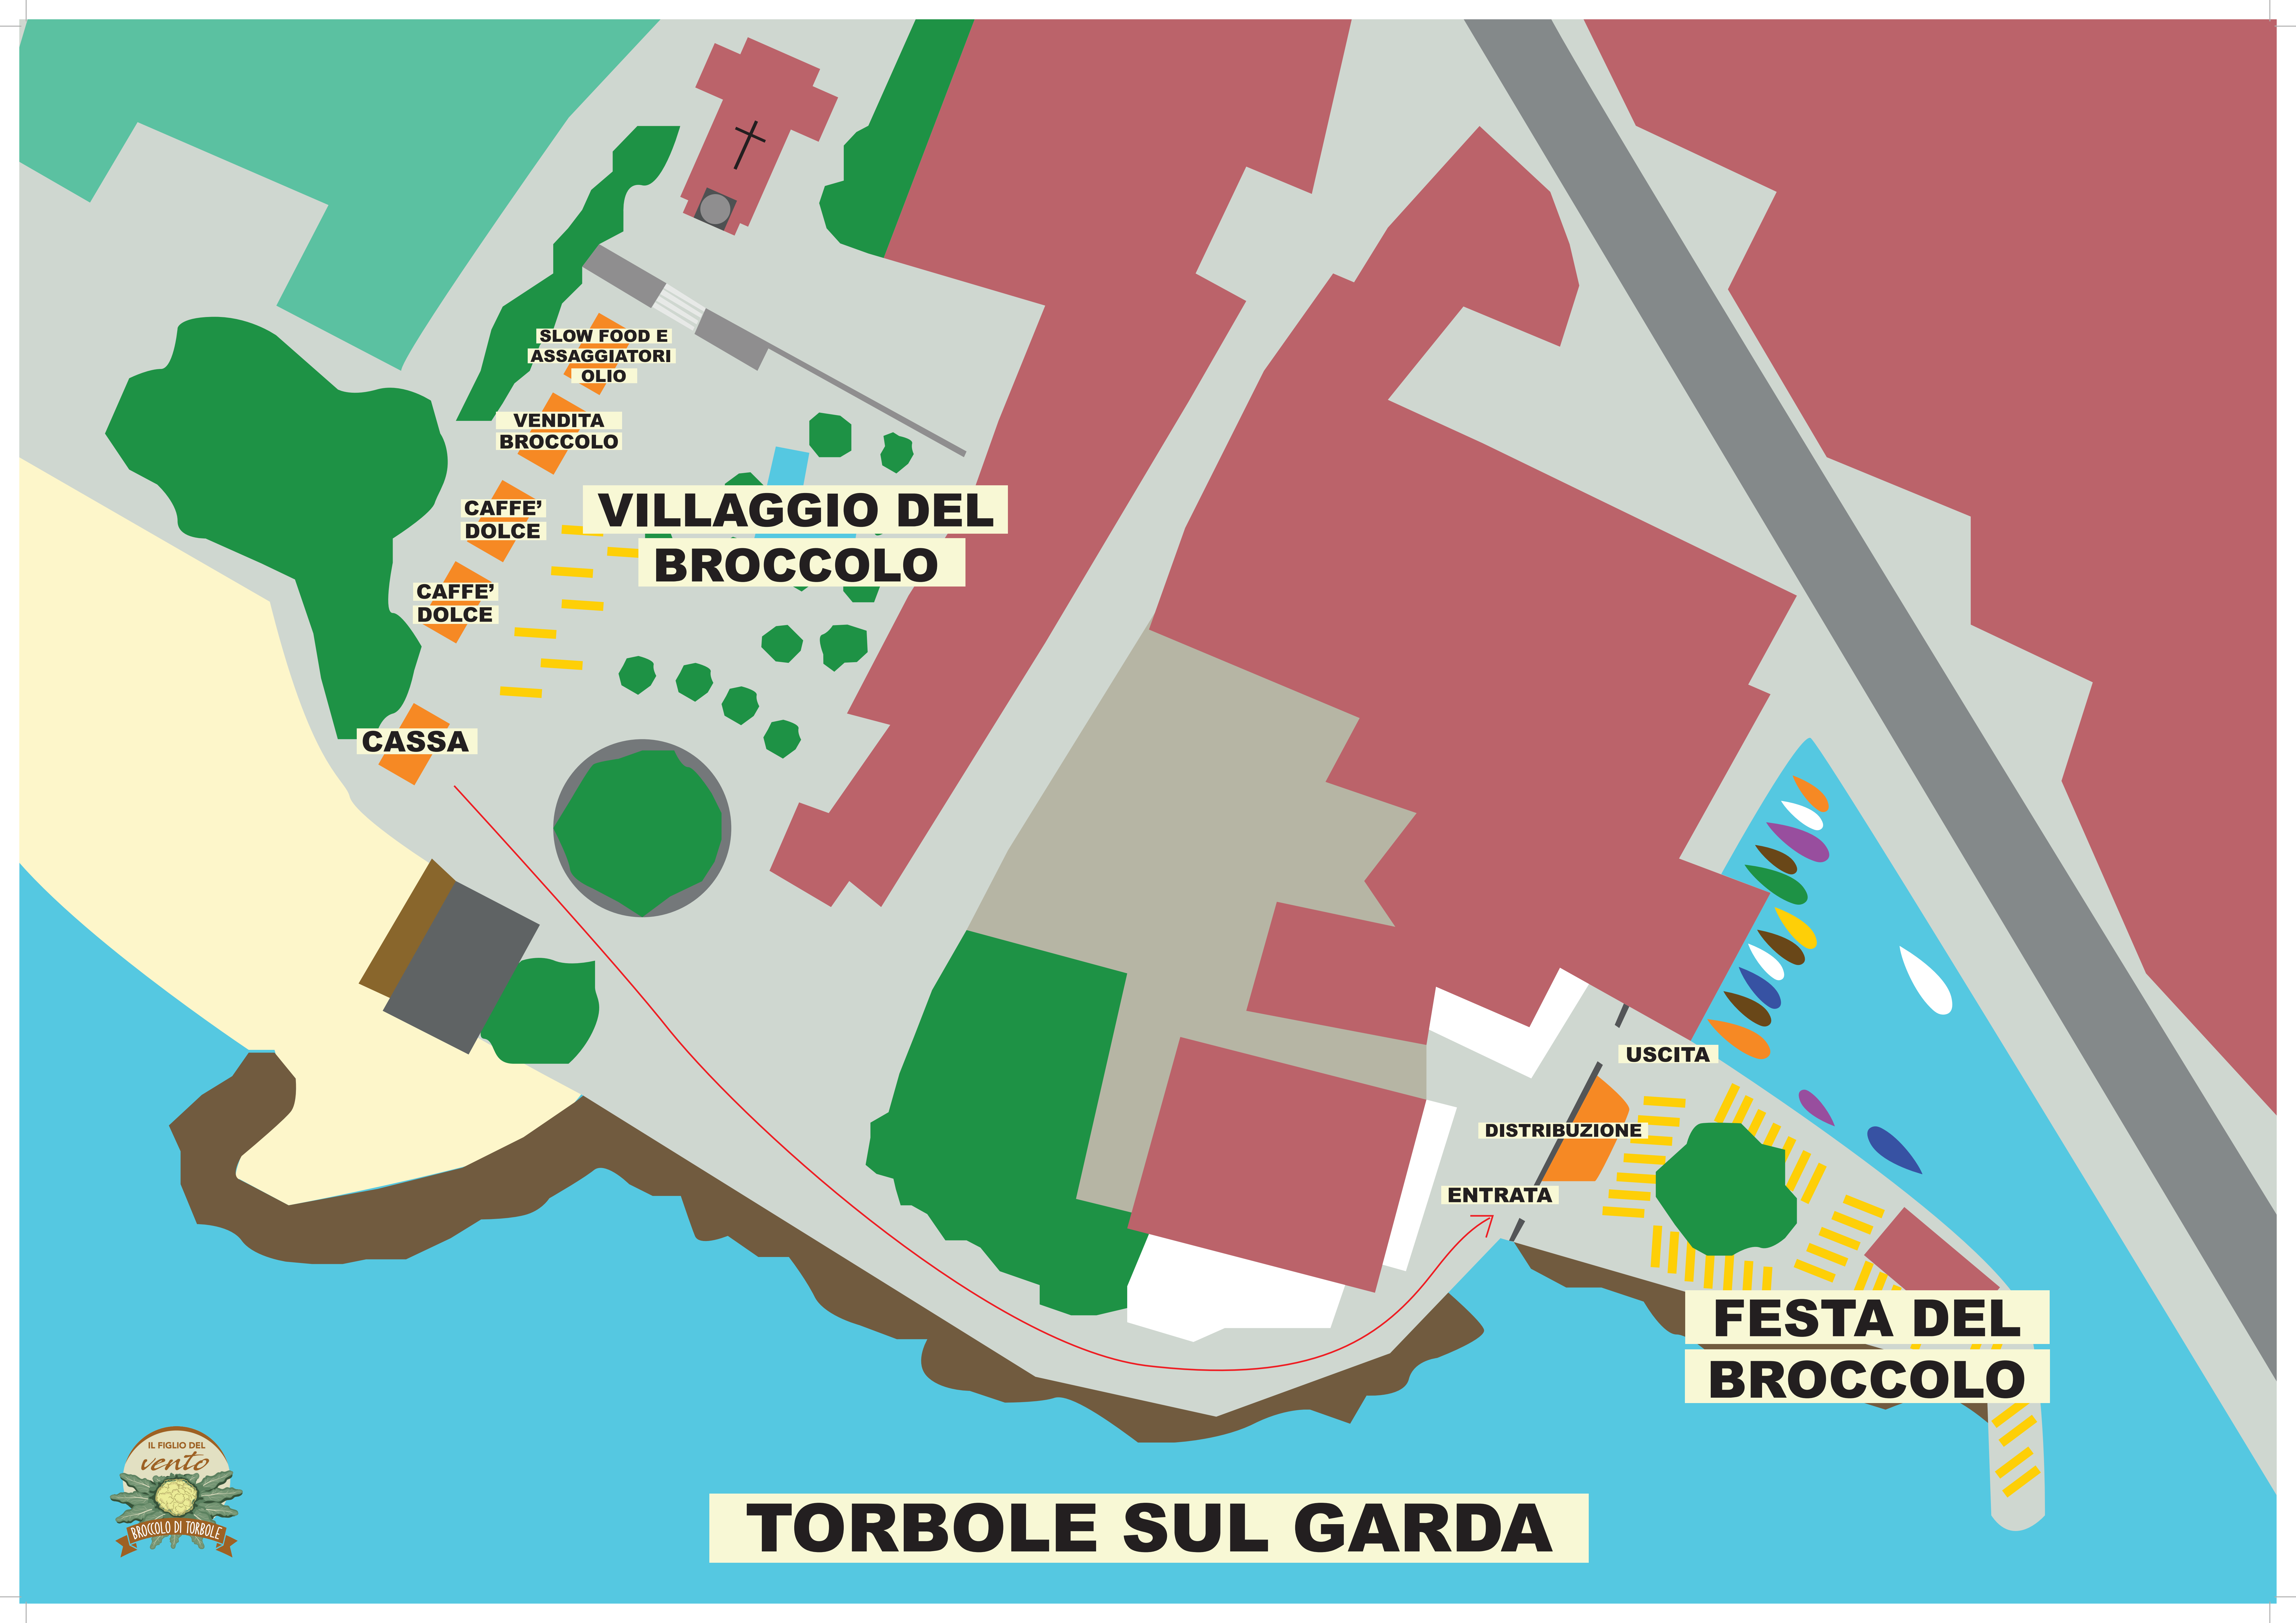 SLOW FOOD E
ASSAGGIATORI
OLIO
VENDITA
BROCCOLO
CAFFE’
DOLCE
VILLAGGIO DEL
BROCCOLO
CAFFE’
DOLCE
CASSA
USCITA
DISTRIBUZIONE
ENTRATA
FESTA DEL
BROCCOLO
IL FIGLIO DEL
vento
BROCCOLO DI TORBOLE
TORBOLE SUL GARDA